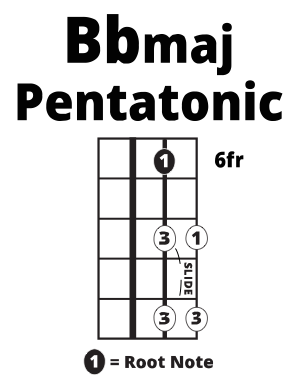 Bbmaj
Pentatonic
1 6fr
3 1
SLIDE
3 3
1 = Root Note